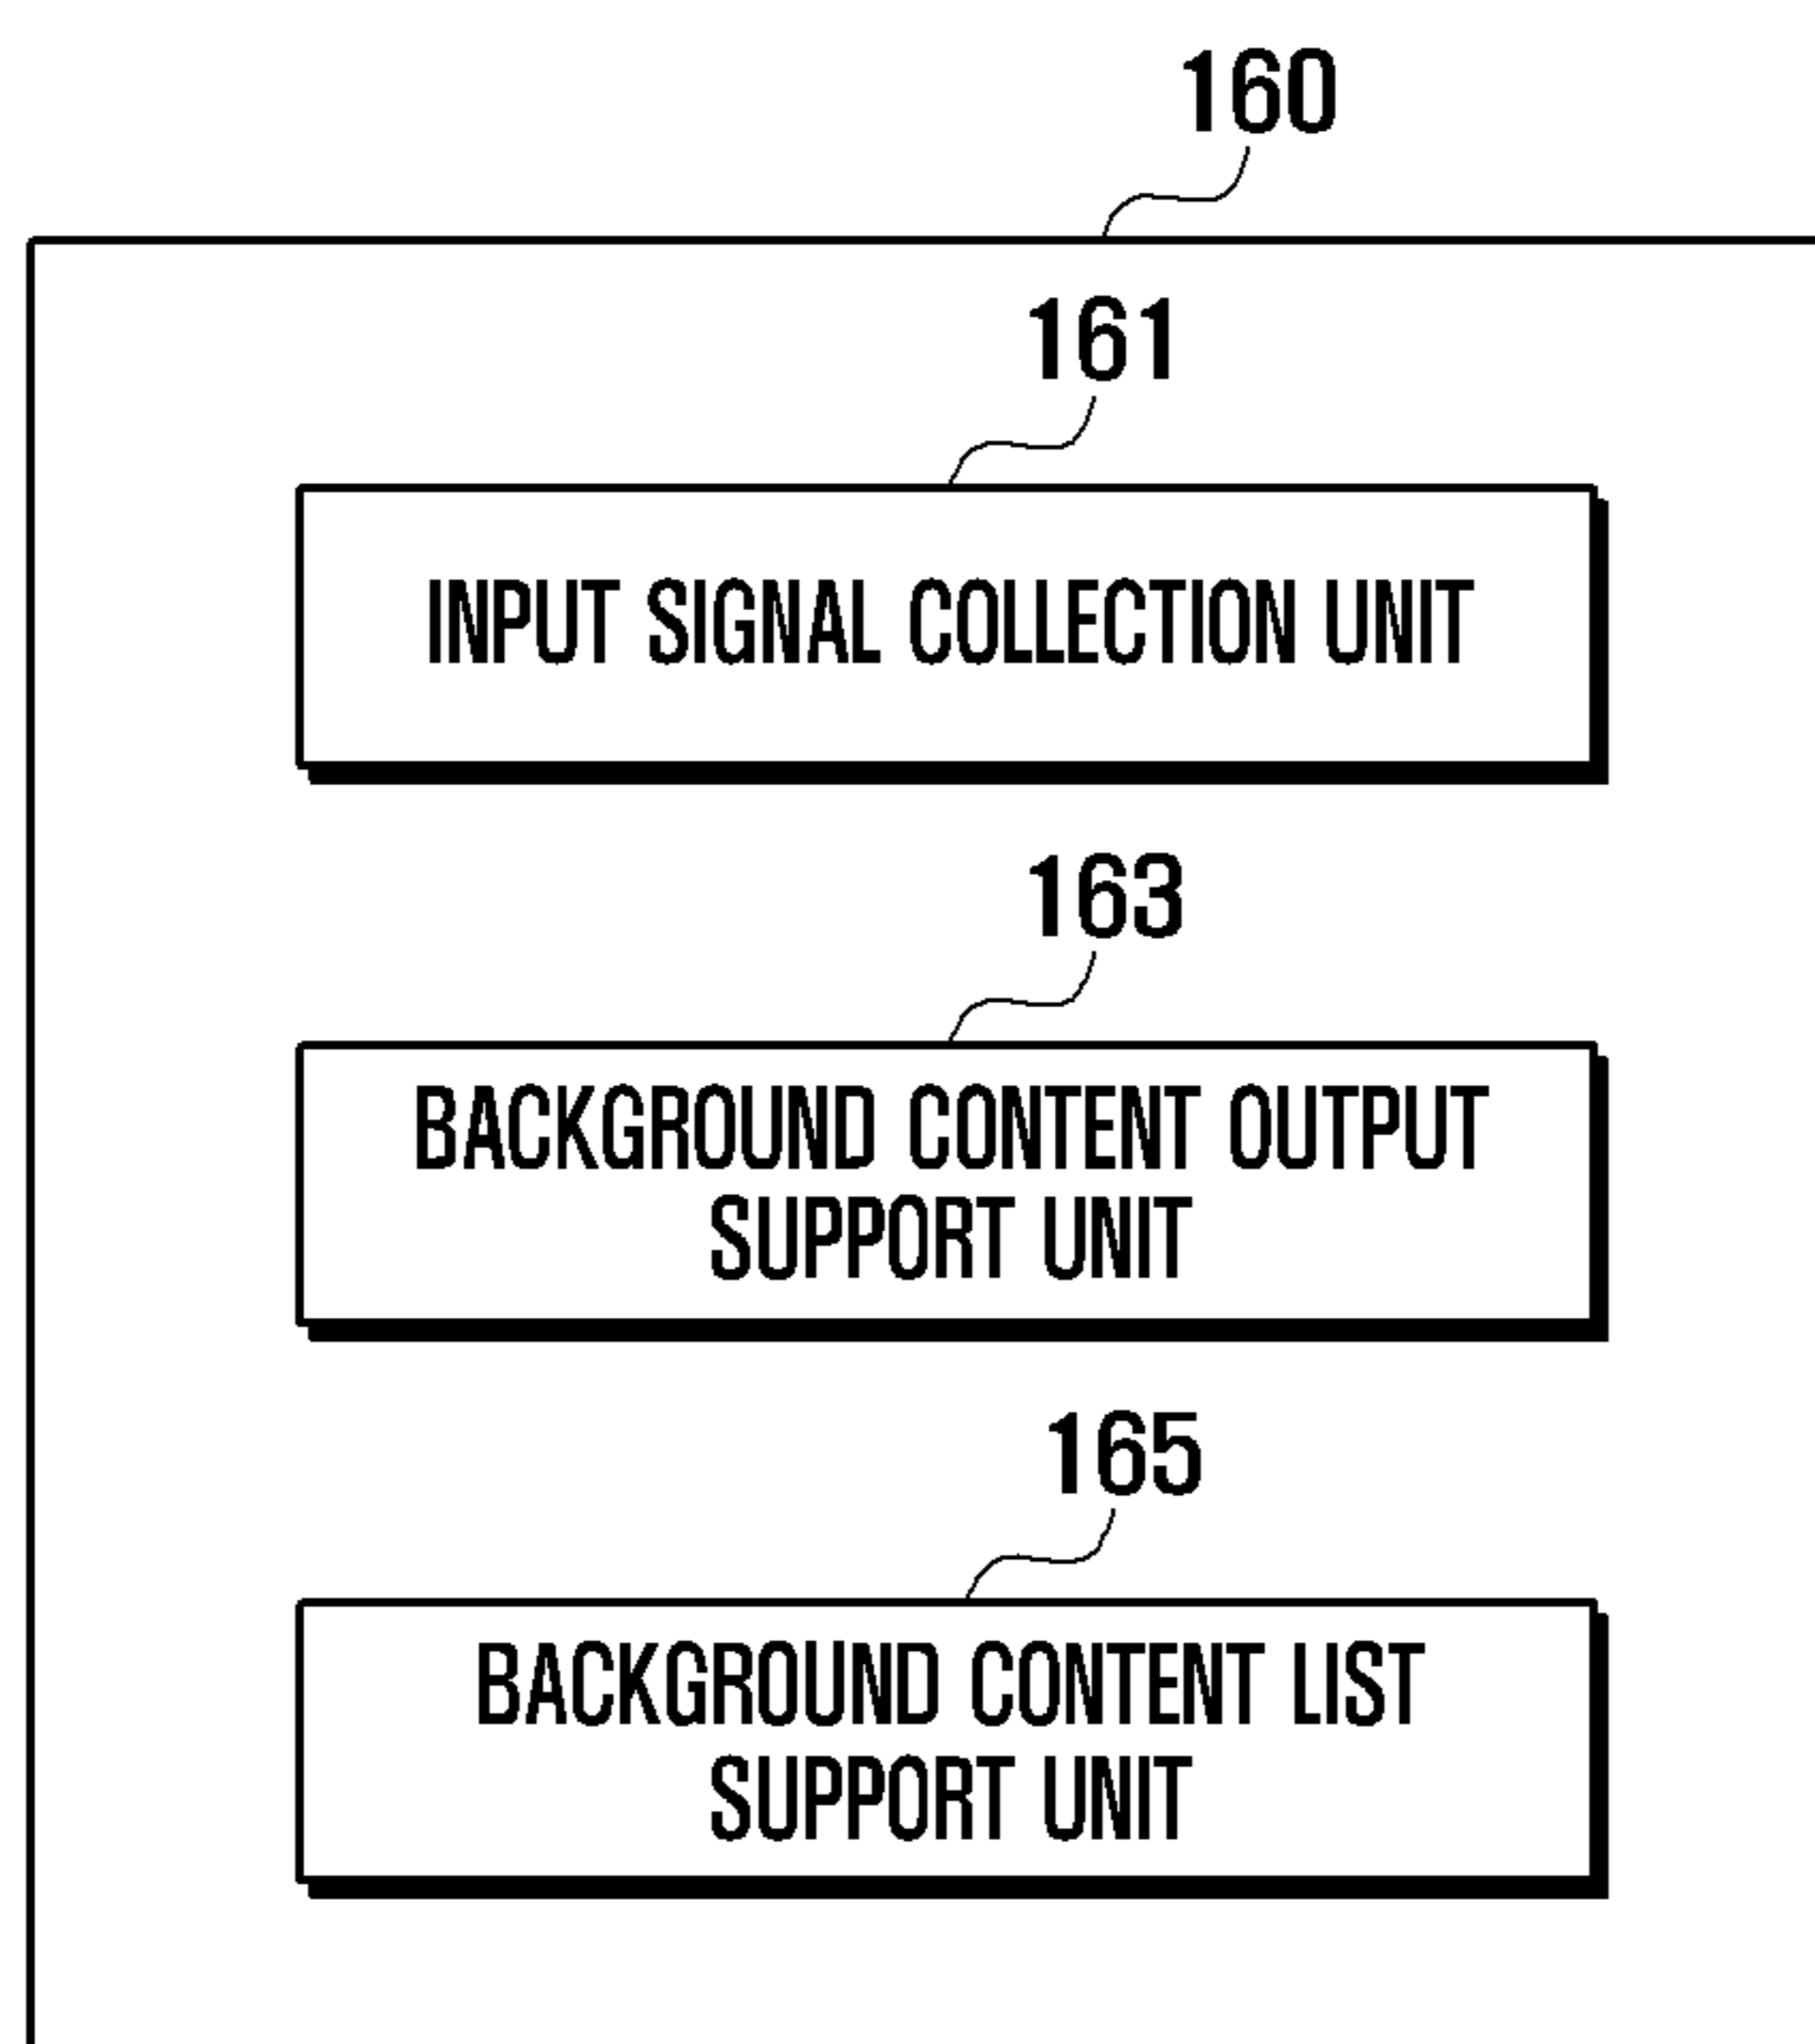 160
161
INPUT SIGNAL COLLECTION UNIT
163
BACKGROUND CONTENT OUTPUT
SUPPORT UNIT
165
BACKGROUND CONTENT LIST
SUPPORT UNIT